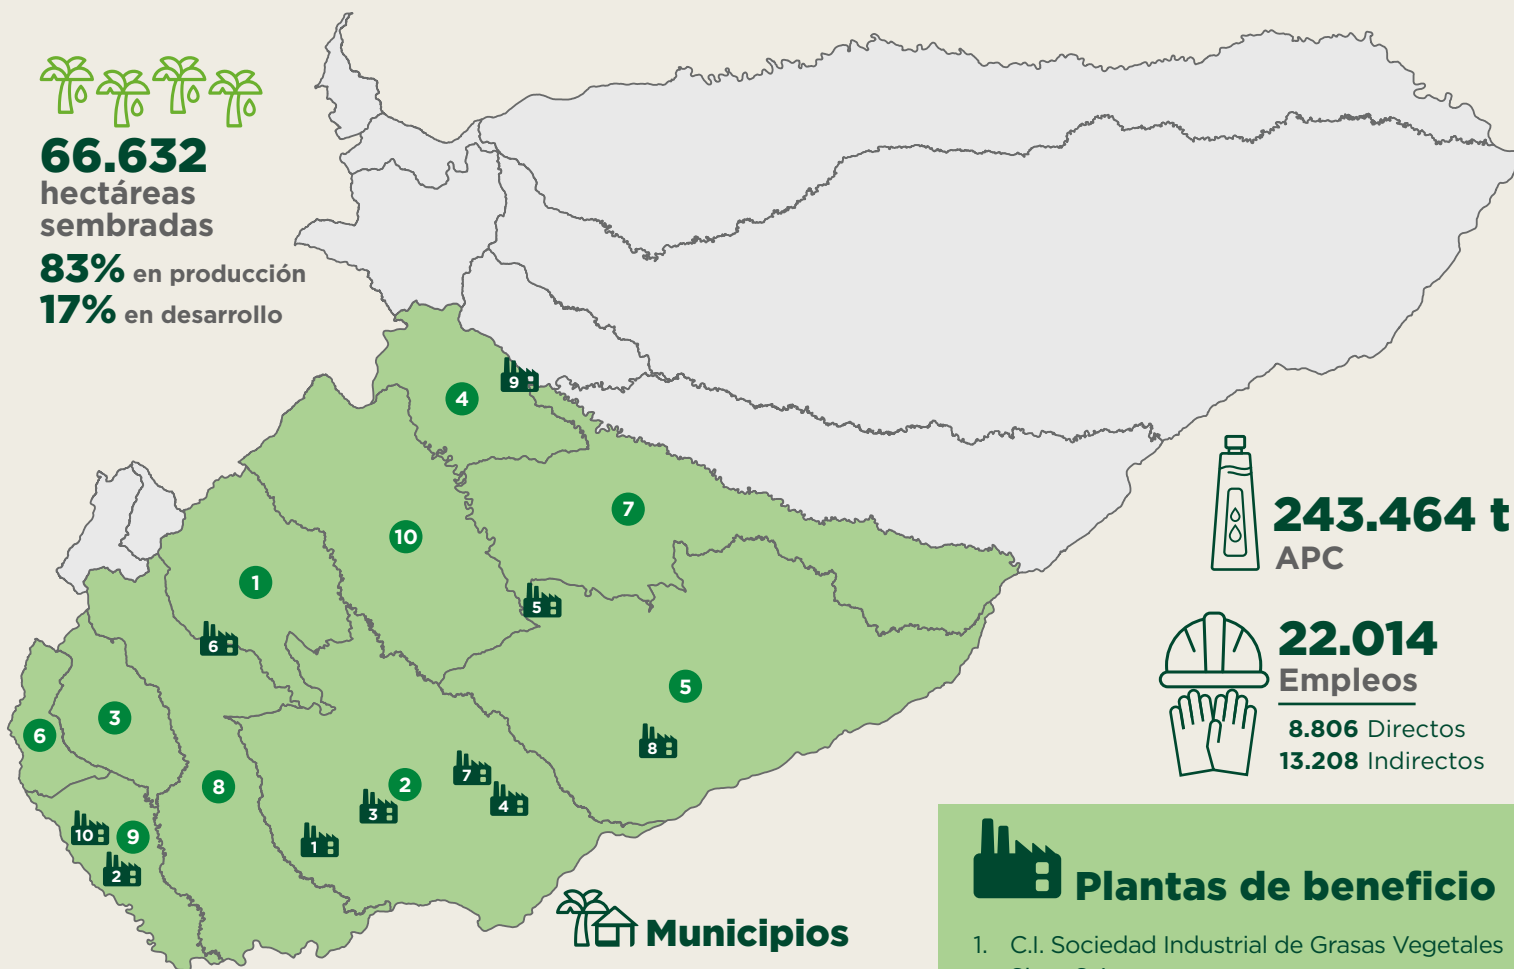 66.632
hectáreas
sembradas
83% en producción
17% en desarrollo
9
4
7
10
1
5
6
5
3
6
8
7
2
8
4
3
10
9
1
2
243.464 t
APC
22.014
Empleos
8.806 Directos
13.208 Indirectos
Municipios
Plantas de beneficio
1. C.I. Sociedad Industrial de Grasas Vegetales